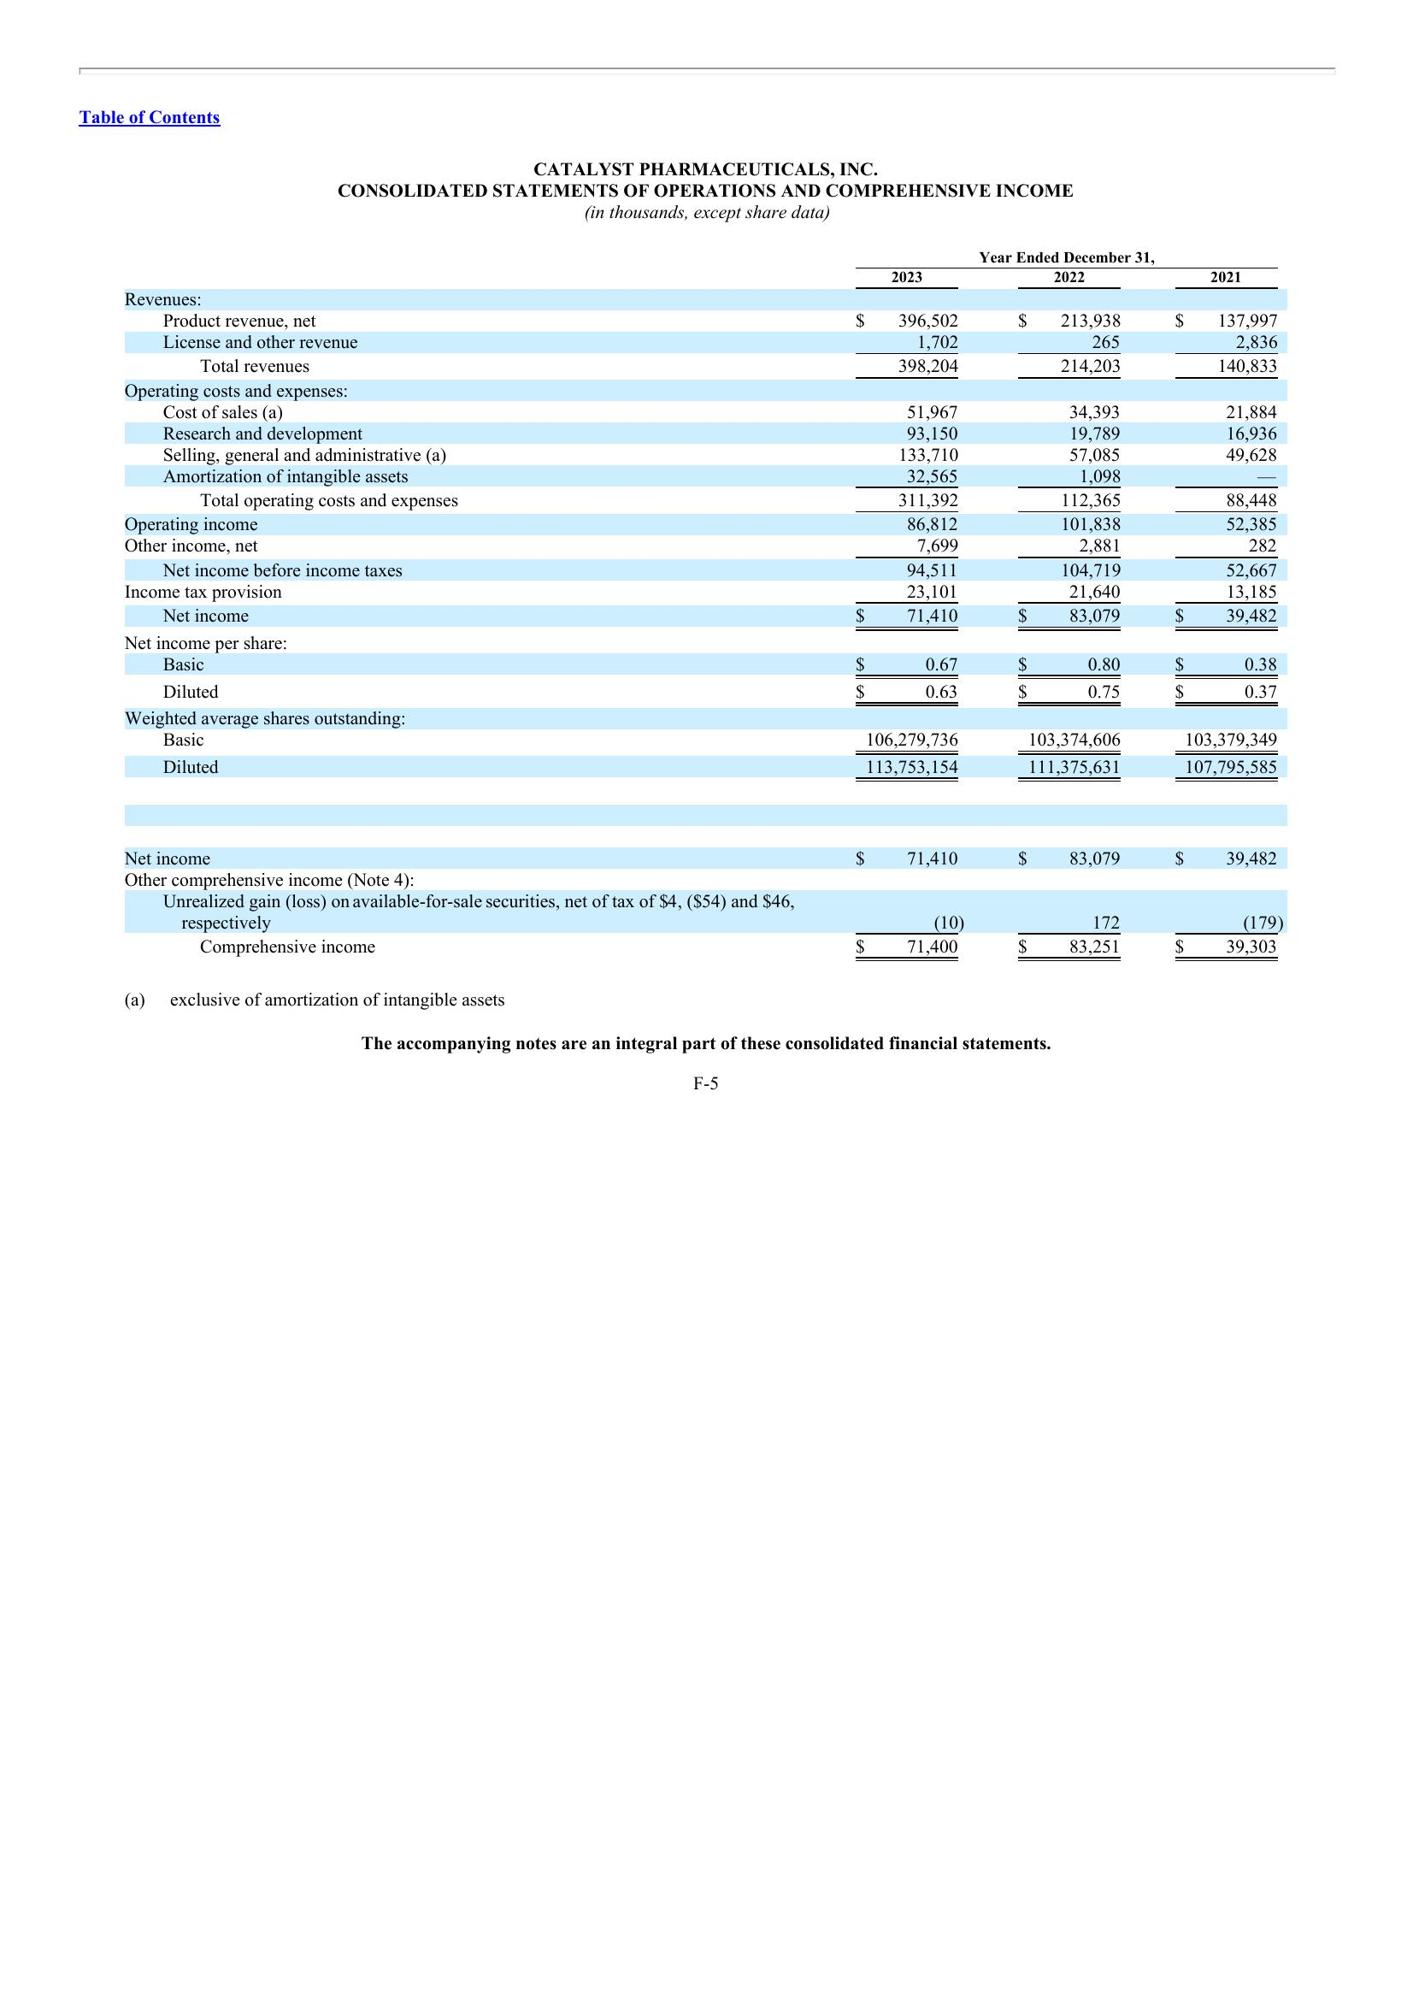 Table of Contents
CATALYST PHARMACEUTICALS, INC.
CONSOLIDATED STATEMENTS OF OPERATIONS AND COMPREHENSIVE INCOME
(in thousands, except share data)
Year Ended December 31,
2023 2022 2021
Revenues:
Product revenue, net $ 396,502 $ 213,938 $ 137,997
License and other revenue 1,702 265 2,836
Total revenues 398,204 214,203 140,833
Operating costs and expenses:
Cost of sales (a) 51,967 34,393 21,884
Research and development 93,150 19,789 16,936
Selling, general and administrative (a) 133,710 57,085 49,628
Amortization of intangible assets 32,565 1,098 —
Total operating costs and expenses 311,392 112,365 88,448
Operating income 86,812 101,838 52,385
Other income, net 7,699 2,881 282
Net income before income taxes 94,511 104,719 52,667
Income tax provision 23,101 21,640 13,185
Net income $ 71,410 $ 83,079 $ 39,482
Net income per share:
Basic $ 0.67 $ 0.80 $ 0.38
Diluted $ 0.63 $ 0.75 $ 0.37
Weighted average shares outstanding:
Basic 106,279,736 103,374,606 103,379,349
Diluted 113,753,154 111,375,631 107,795,585
Net income $ 71,410 $ 83,079 $ 39,482
Other comprehensive income (Note 4):
Unrealized gain (loss) on available-for-sale securities, net of tax of $4, ($54) and $46,
respectively (10) 172 (179)
Comprehensive income $ 71,400 $ 83,251 $ 39,303
(a) exclusive of amortization of intangible assets
The accompanying notes are an integral part of these consolidated financial statements.
F-5